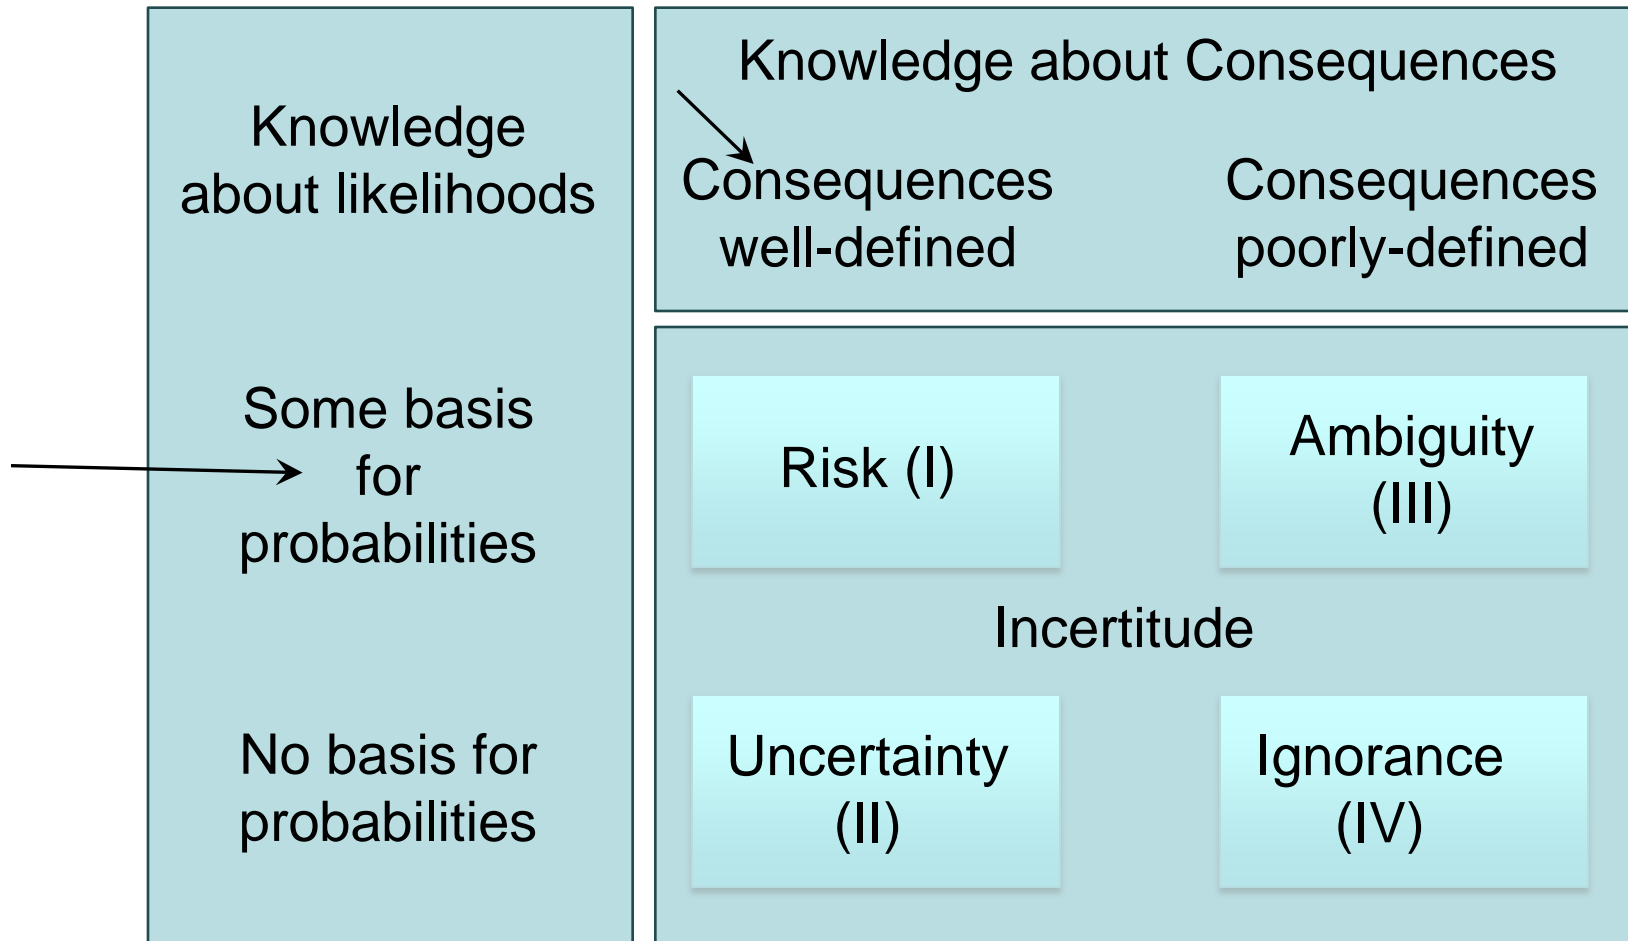 Knowledge
about likelihoods
Some basis
for
probabilities
No basis for
probabilities
Knowledge about Consequences
Consequences
well-defined
Consequences
poorly-defined
Risk (I)
Ambiguity
(III)
Incertitude
Uncertainty
(II)
Ignorance
(IV)